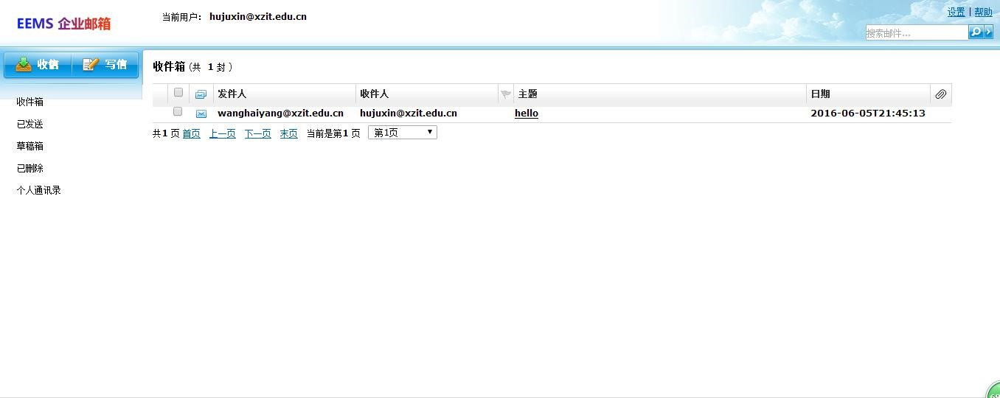 EEMS 企业邮箱 当前用户: hujuxin@xzit.edu.cn 设置 | 帮助
搜索邮件...
收信 写信
收件箱 (共 1 封 )
发件人 收件人 主题 日期
wanghaiyang@xzit.edu.cn hujuxin@xzit.edu.cn hello 2016-06-05T21:45:13
共1 页 首页 上一页 下一页 末页 当前是第1 页 第1页
收件箱
已发送
草稿箱
已删除
个人通讯录